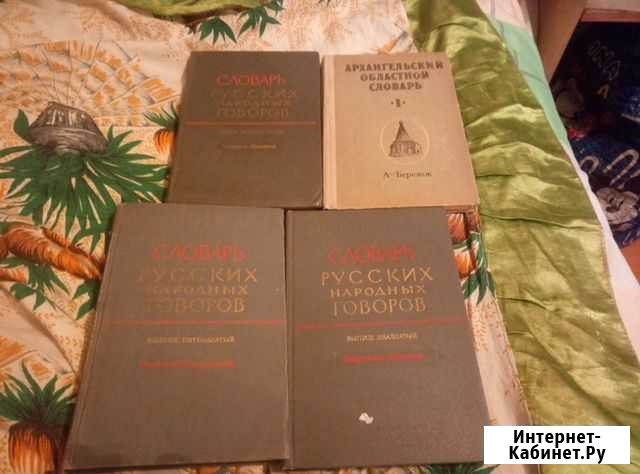 СЛОВАРЬ
РУССКИХ
НАРОДНЫХ
ГОВОРОВ
АРХАНГЕЛЬСКИЙ
ОБЛАСТНОЙ
СЛОВАРЬ
·1·
А–Бережок
СЛОВАРЬ
РУССКИХ
НАРОДНЫХ
ГОВОРОВ
ВЫПУСК ПЯТНАДЦАТЫЙ
СЛОВАРЬ
РУССКИХ
НАРОДНЫХ
ГОВОРОВ
ВЫПУСК ДВАДЦАТЫЙ
Интернет-
Кабинет.Ру